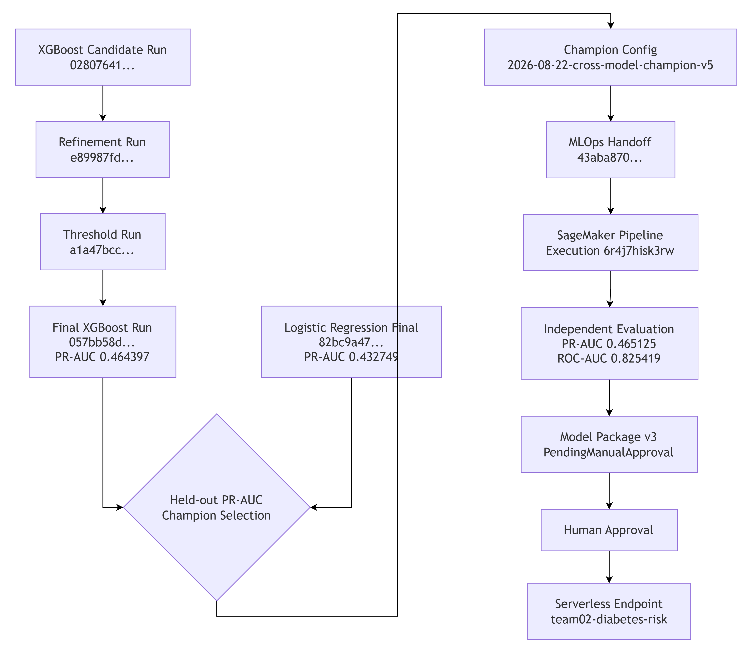 XGBoost Candidate Run
02807641...
Refinement Run
e89987fd...
Threshold Run
a1a47bcc...
Final XGBoost Run
057bb58d...
PR-AUC 0.464397
Logistic Regression Final
82bc9a47...
PR-AUC 0.432749
Held-out PR-AUC
Champion Selection
Champion Config
2026-08-22-cross-model-champion-v5
MLOps Handoff
43aba870...
$ageMaker Pipeline
Execution 6r4j7hisk3rw
Independent Evaluation
PR-AUC 0.465125
ROC-AUC 0.825419
Model Package v3
PendingManualApproval
Human Approval
Serverless Endpoint
team02-diabetes-risk